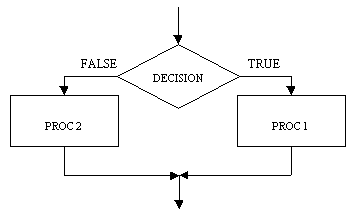 FALSE
TRUE
DECISION
PROC 2
PROC 1